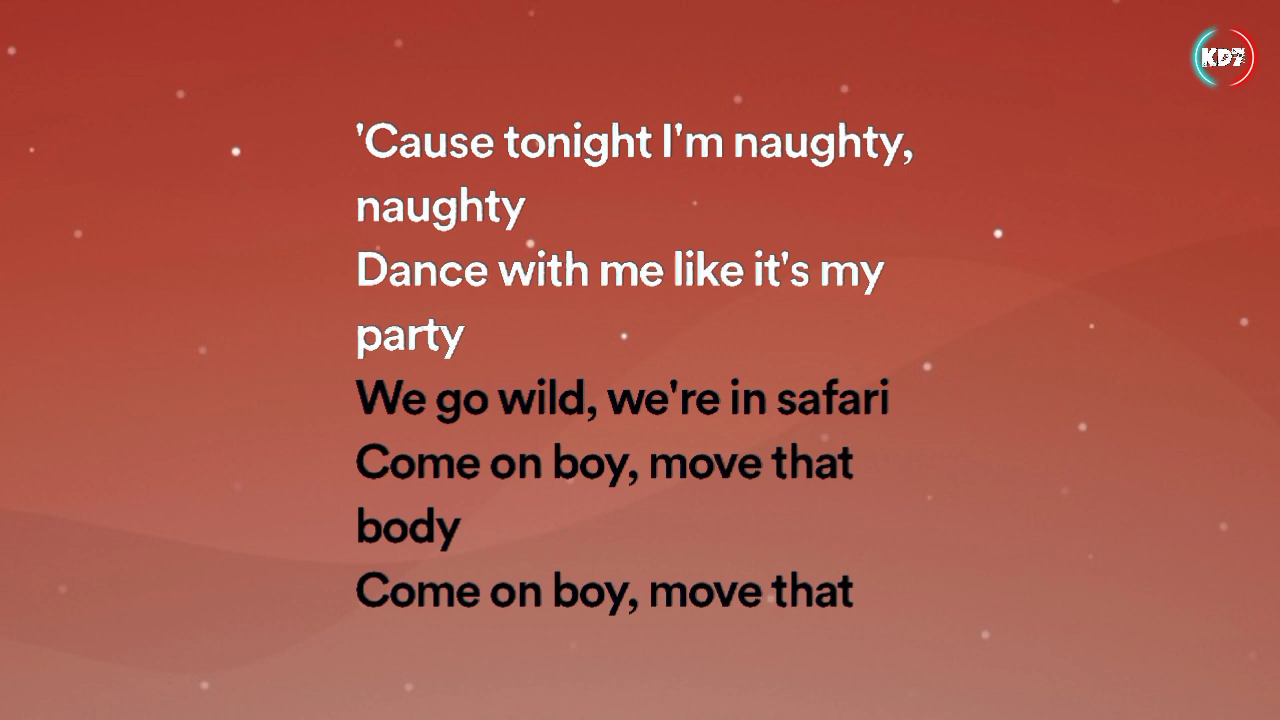 KD7
'Cause tonight I'm naughty,
naughty
Dance with me like it's my
party
We go wild, we're in safari
Come on boy, move that
body
Come on boy, move that